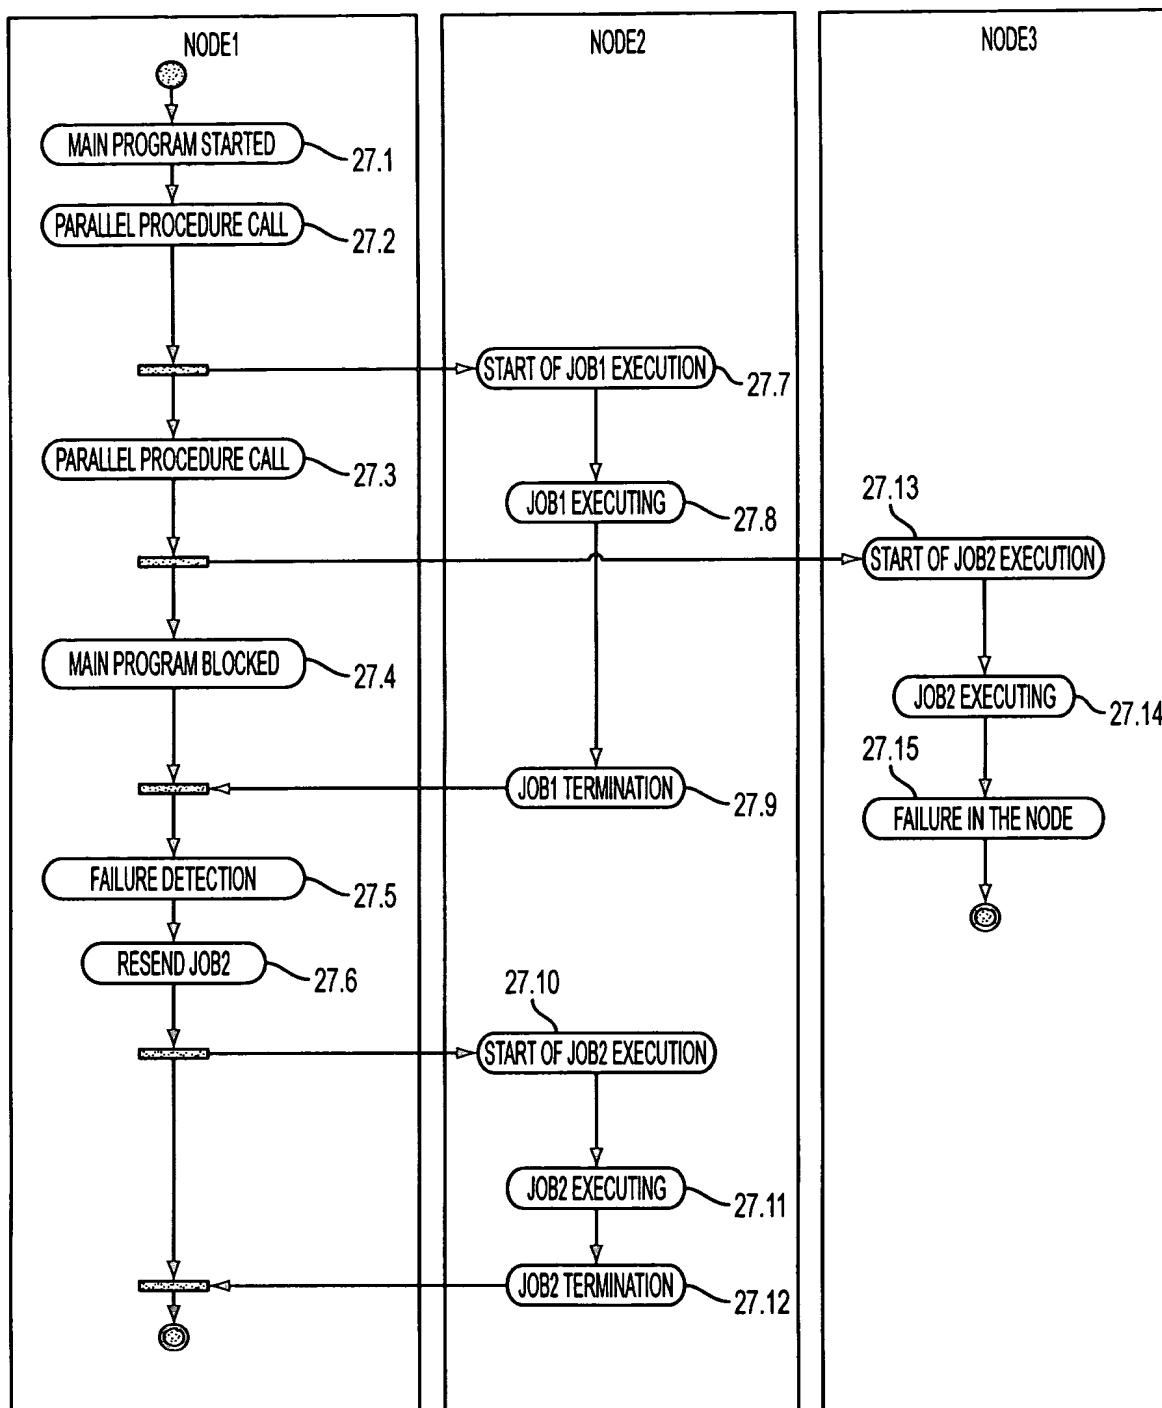 NODE1
MAIN PROGRAM STARTED
27.1
PARALLEL PROCEDURE CALL
27.2
PARALLEL PROCEDURE CALL
27.3
MAIN PROGRAM BLOCKED
27.4
FAILURE DETECTION
27.5
RESEND JOB2
27.6
NODE2
START OF JOB1 EXECUTION
27.7
JOB1 EXECUTING
27.8
JOB1 TERMINATION
27.9
27.10
START OF JOB2 EXECUTION
JOB2 EXECUTING
27.11
JOB2 TERMINATION
27.12
NODE3
27.13
START OF JOB2 EXECUTION
JOB2 EXECUTING
27.14
27.15
FAILURE IN THE NODE